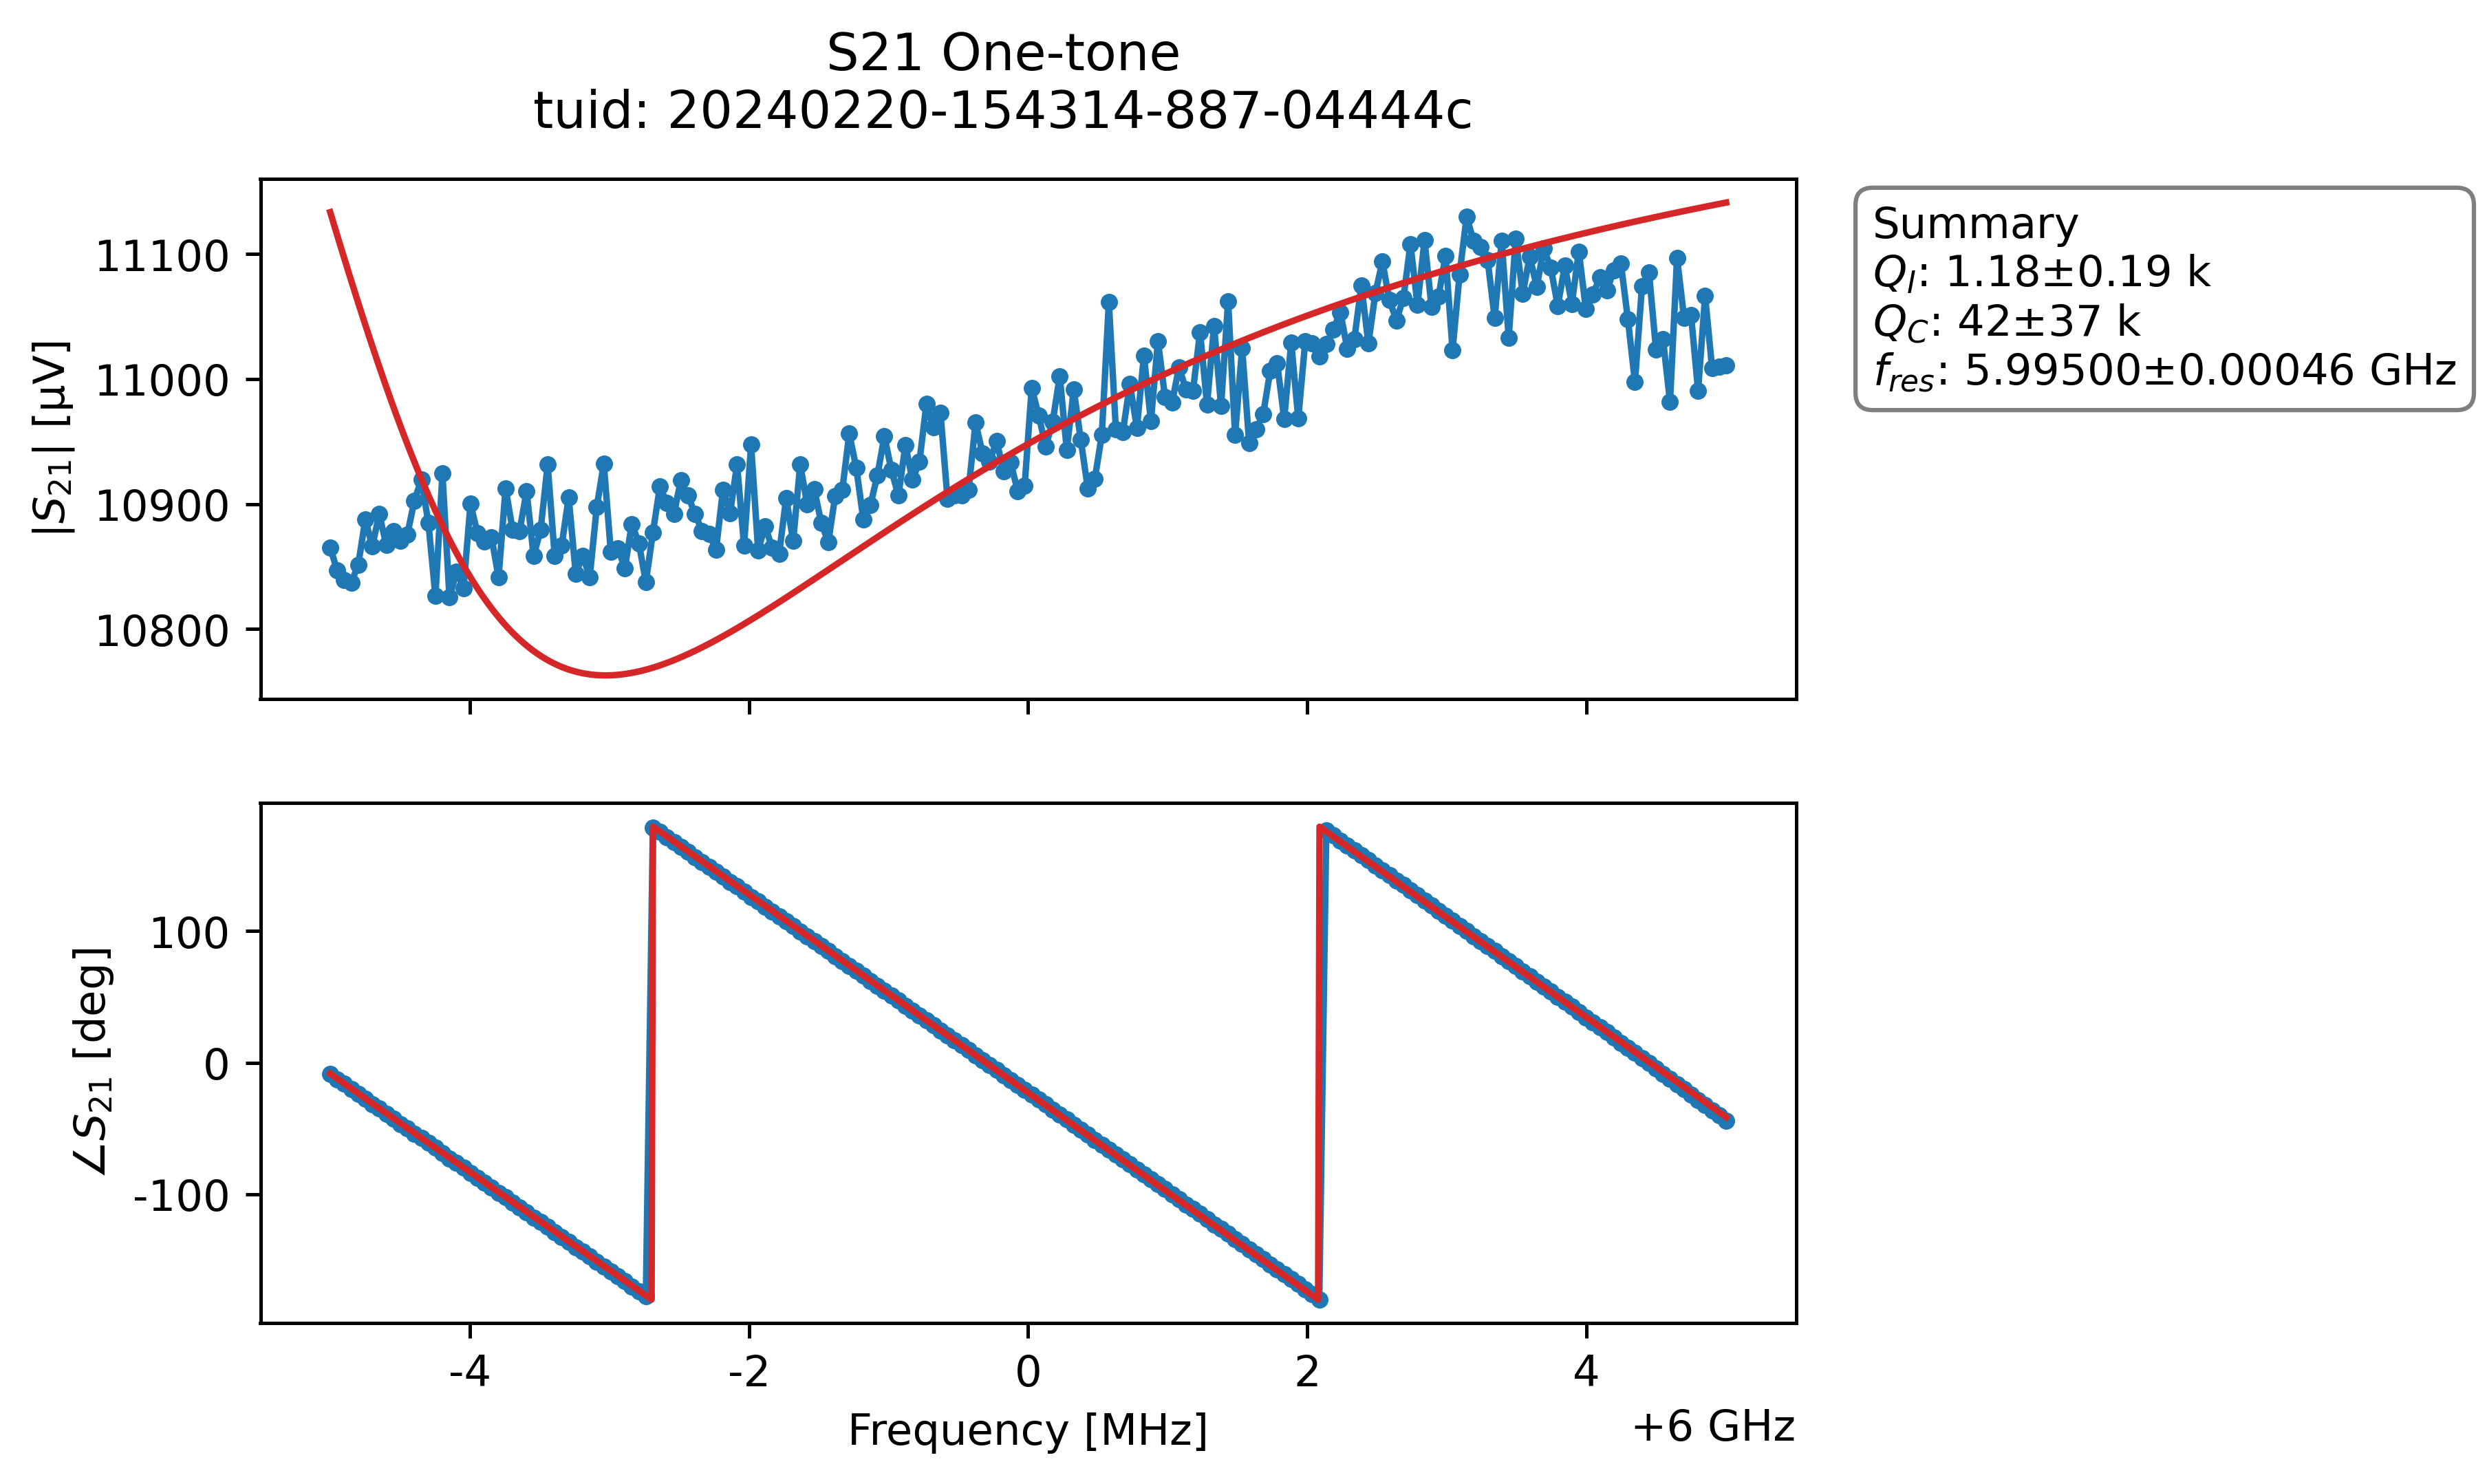 S21 One-tone
tuid: 20240220-154314-887-04444c
11100
11000
10900
10800
|S21| [µV]
Summary
Ql: 1.18±0.19 k
QC: 42±37 k
fres: 5.99500±0.00046 GHz
100
0
-100
∠S21 [deg]
-4 -2 0 2 4
Frequency [MHz]
+6 GHz